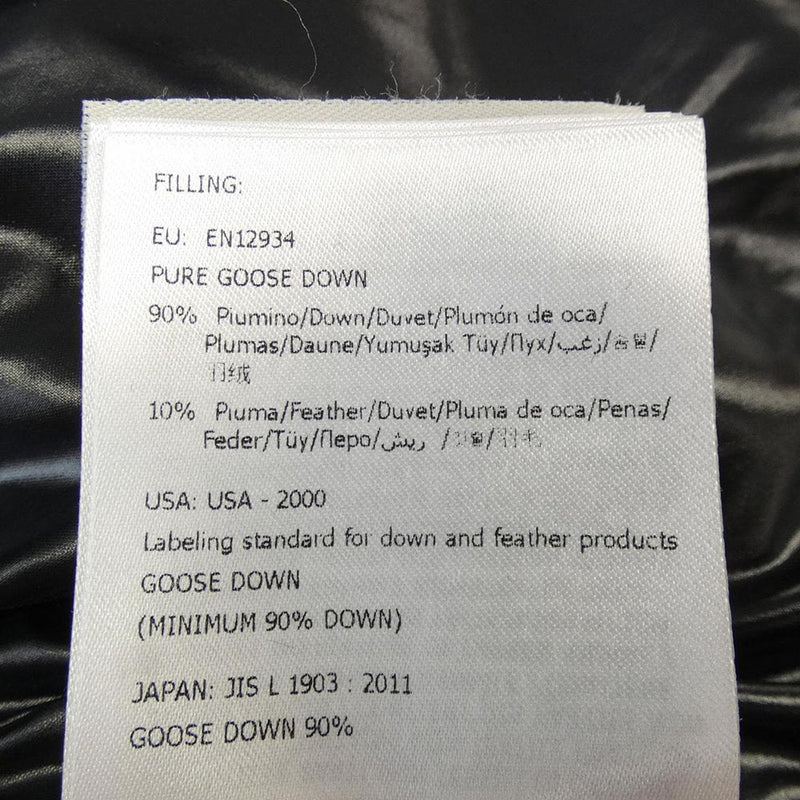 FILLING:
EU: EN12934
PURE GOOSE DOWN
90% Piumino/Down/Duvet/Plumón de oca/
Plumas/Daune/Yumuşak Tüy/Пух/زغب/
羽绒
10% Piuma/Feather/Duvet/Pluma de oca/Penas/
Feder/Tüy/Перо/ريش /
USA: USA - 2000
Labeling standard for down and feather products
GOOSE DOWN
(MINIMUM 90% DOWN)
JAPAN: JIS L 1903 : 2011
GOOSE DOWN 90%